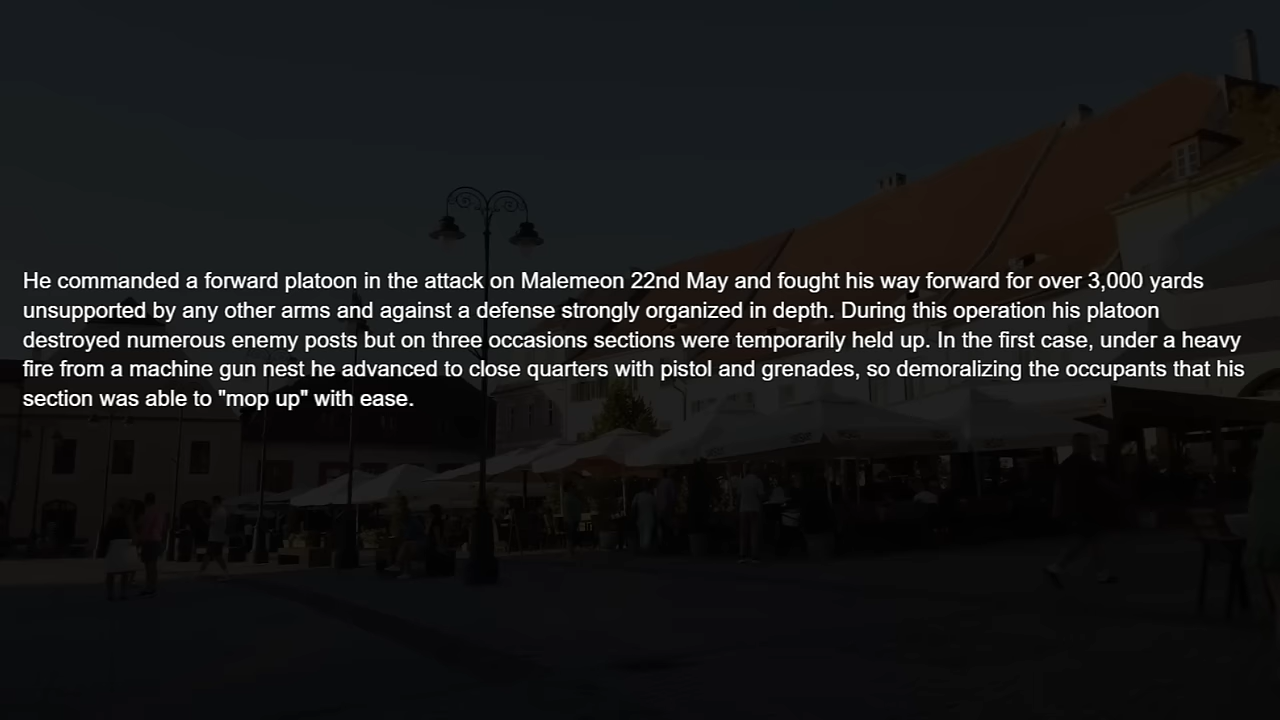 He commanded a forward platoon in the attack on Malemeon 22nd May and fought his way forward for over 3,000 yards
unsupported by any other arms and against a defense strongly organized in depth. During this operation his platoon
destroyed numerous enemy posts but on three occasions sections were temporarily held up. In the first case, under a heavy
fire from a machine gun nest he advanced to close quarters with pistol and grenades, so demoralizing the occupants that his
section was able to "mop up" with ease.